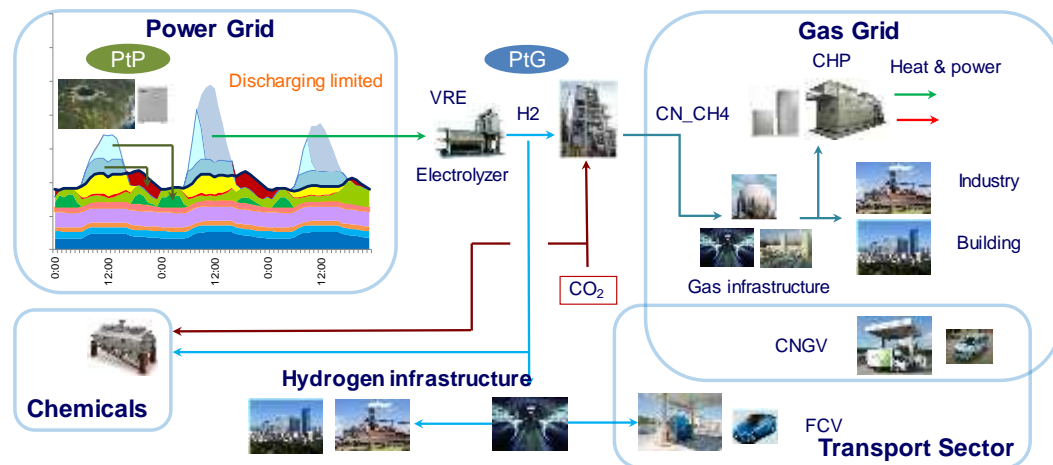 Power Grid
PtP
Discharging limited
0:00
12:00
0:00
12:00
0:00
12:00
PtG
VRE
H2
Electrolyzer
CN_CH4
CO₂
Gas Grid
CHP
Heat & power
Industry
Building
Gas infrastructure
CNGV
Chemicals
Hydrogen infrastructure
FCV
Transport Sector